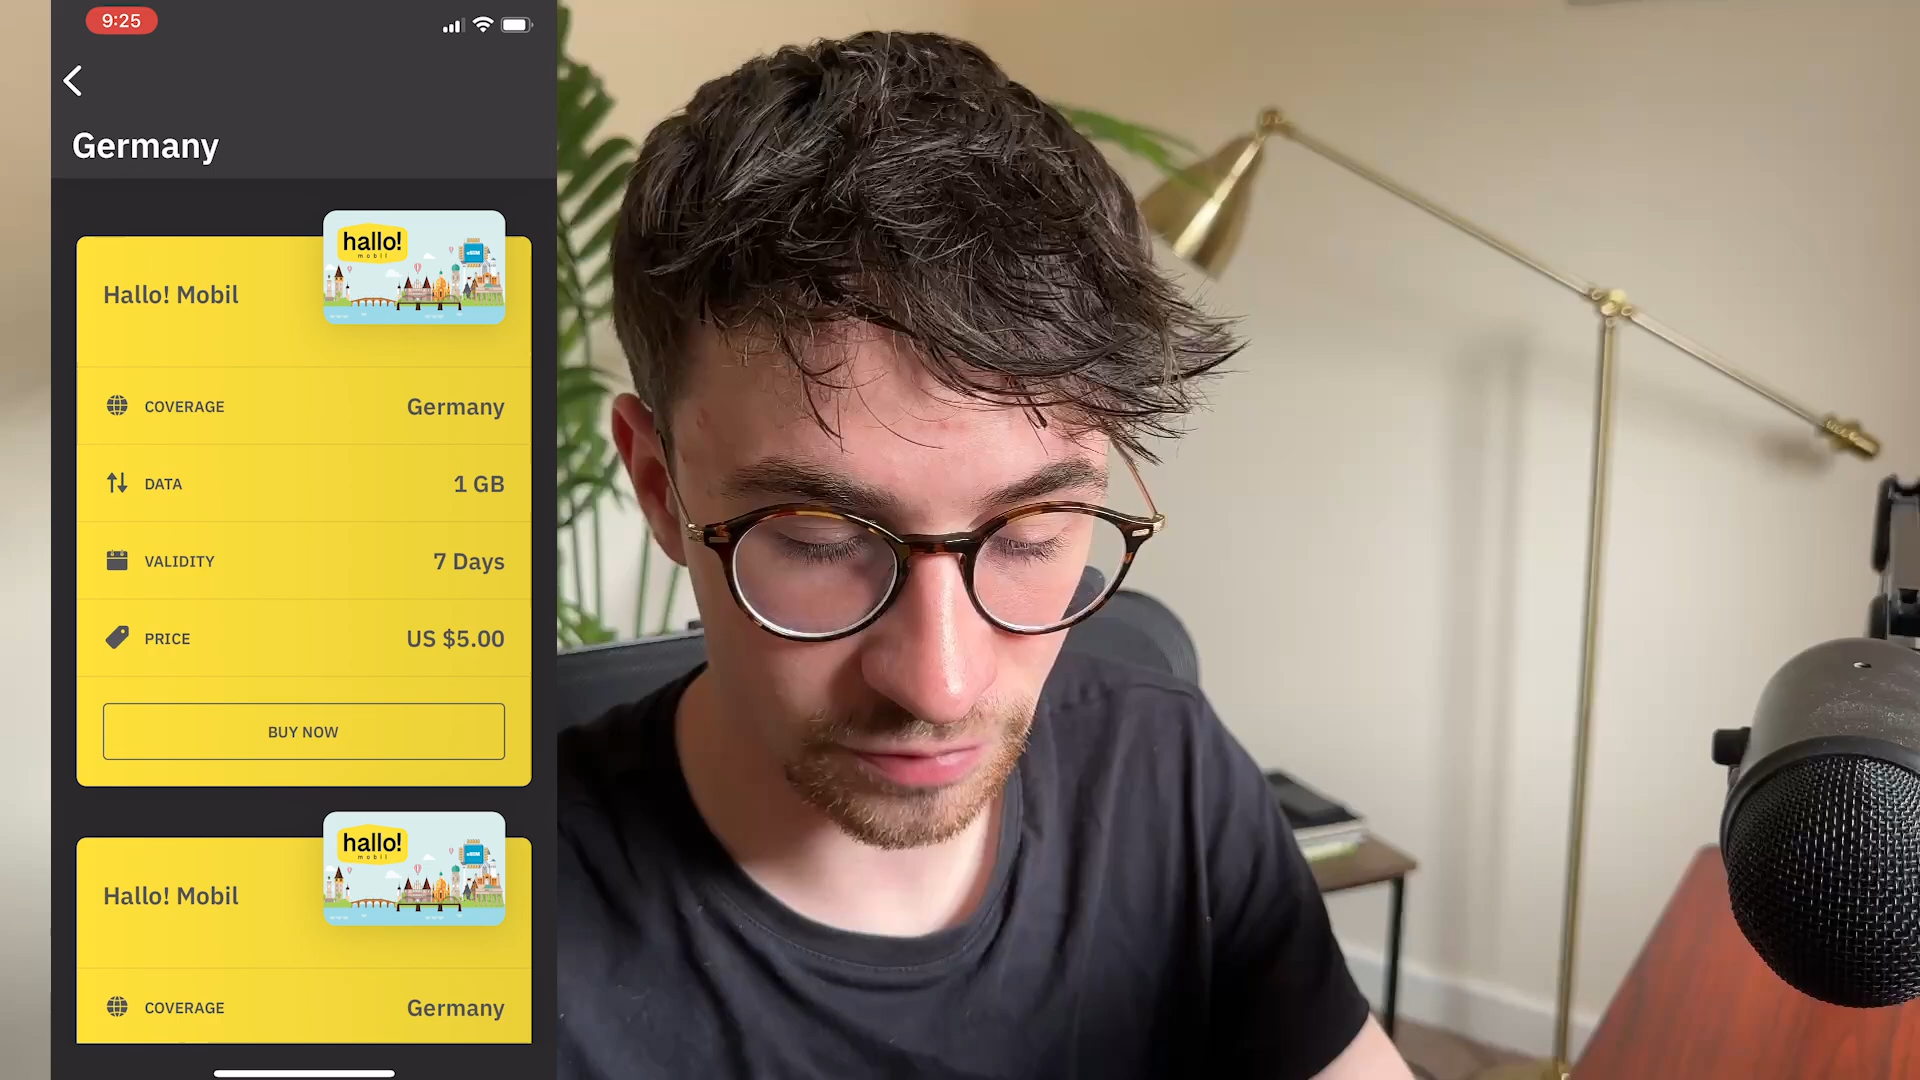 9:25
Germany
hallo!
mobil
Hallo! Mobil
COVERAGE Germany
DATA 1 GB
VALIDITY 7 Days
PRICE US $5.00
BUY NOW
hallo!
mobil
Hallo! Mobil
COVERAGE Germany